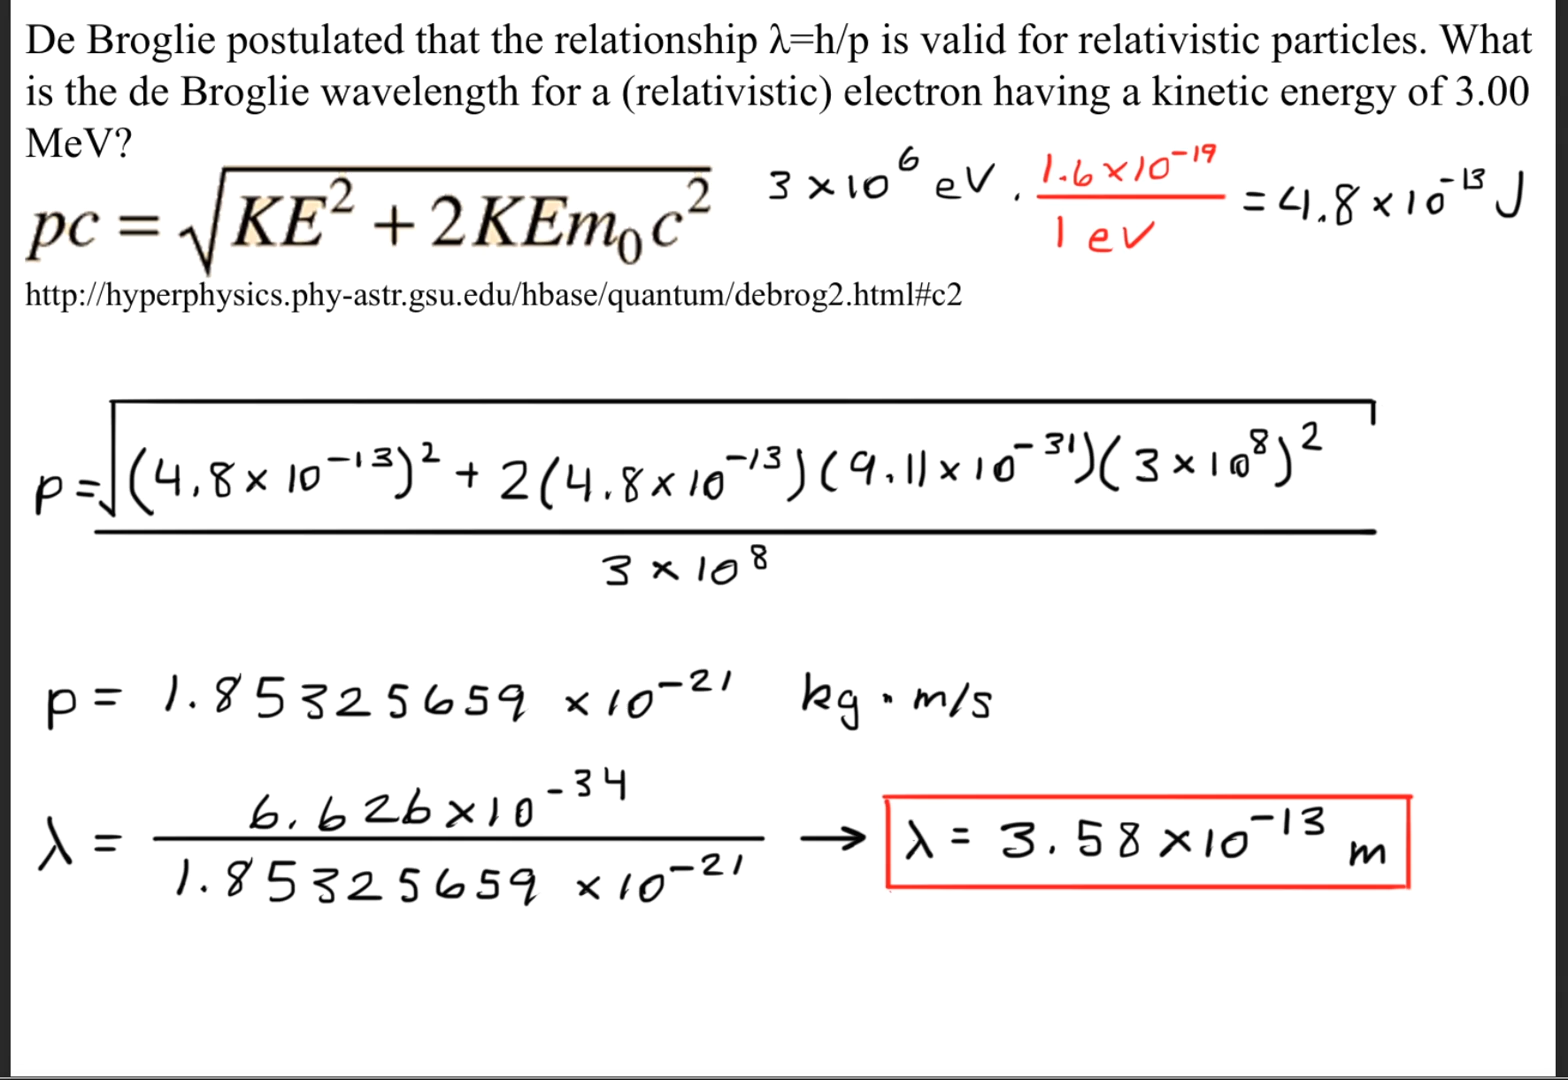 De Broglie postulated that the relationship λ=h/p is valid for relativistic particles. What
is the de Broglie wavelength for a (relativistic) electron having a kinetic energy of 3.00
MeV?
pc = √(KE² + 2KEm₀c²)
3 × 10⁶ eV · (1.6×10⁻¹⁹ / 1 eV) = 4.8 × 10⁻¹³ J
http://hyperphysics.phy-astr.gsu.edu/hbase/quantum/debrog2.html#c2
p = √((4.8 × 10⁻¹³)² + 2(4.8 × 10⁻¹³)(9.11 × 10⁻³¹)(3 × 10⁸)²)
3 × 10⁸
p = 1.85325659 × 10⁻²¹ kg · m/s
λ = 6.626×10⁻³⁴ / 1.85325659 × 10⁻²¹ → λ = 3.58 × 10⁻¹³ m